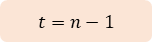 t = n − 1